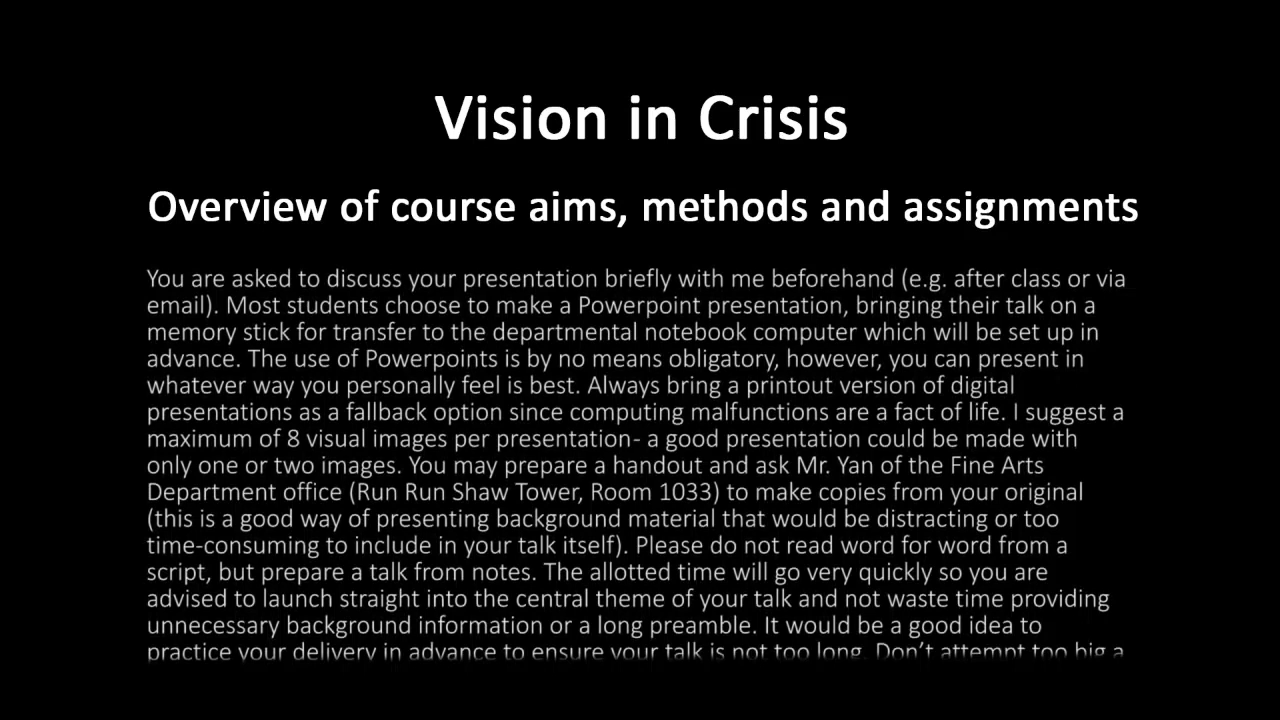 Vision in Crisis
Overview of course aims, methods and assignments
You are asked to discuss your presentation briefly with me beforehand (e.g. after class or via
email). Most students choose to make a Powerpoint presentation, bringing their talk on a
memory stick for transfer to the departmental notebook computer which will be set up in
advance. The use of Powerpoints is by no means obligatory, however, you can present in
whatever way you personally feel is best. Always bring a printout version of digital
presentations as a fallback option since computing malfunctions are a fact of life. I suggest a
maximum of 8 visual images per presentation- a good presentation could be made with
only one or two images. You may prepare a handout and ask Mr. Yan of the Fine Arts
Department office (Run Run Shaw Tower, Room 1033) to make copies from your original
(this is a good way of presenting background material that would be distracting or too
time-consuming to include in your talk itself). Please do not read word for word from a
script, but prepare a talk from notes. The allotted time will go very quickly so you are
advised to launch straight into the central theme of your talk and not waste time providing
unnecessary background information or a long preamble. It would be a good idea to
practice your delivery in advance to ensure your talk is not too long. Don’t attempt too big a